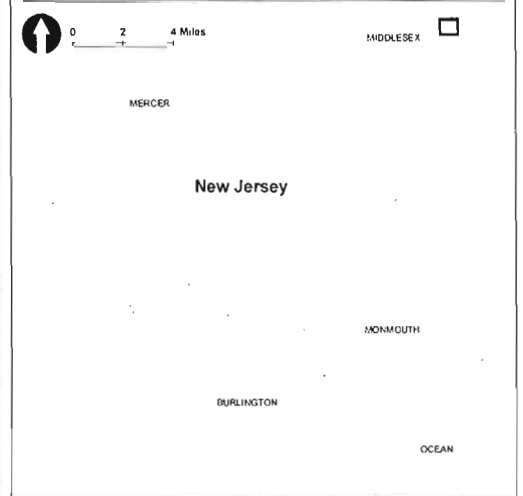 0 2 4 Miles
MIDDLESEX
MERCER
New Jersey
MONMOUTH
BURLINGTON
OCEAN